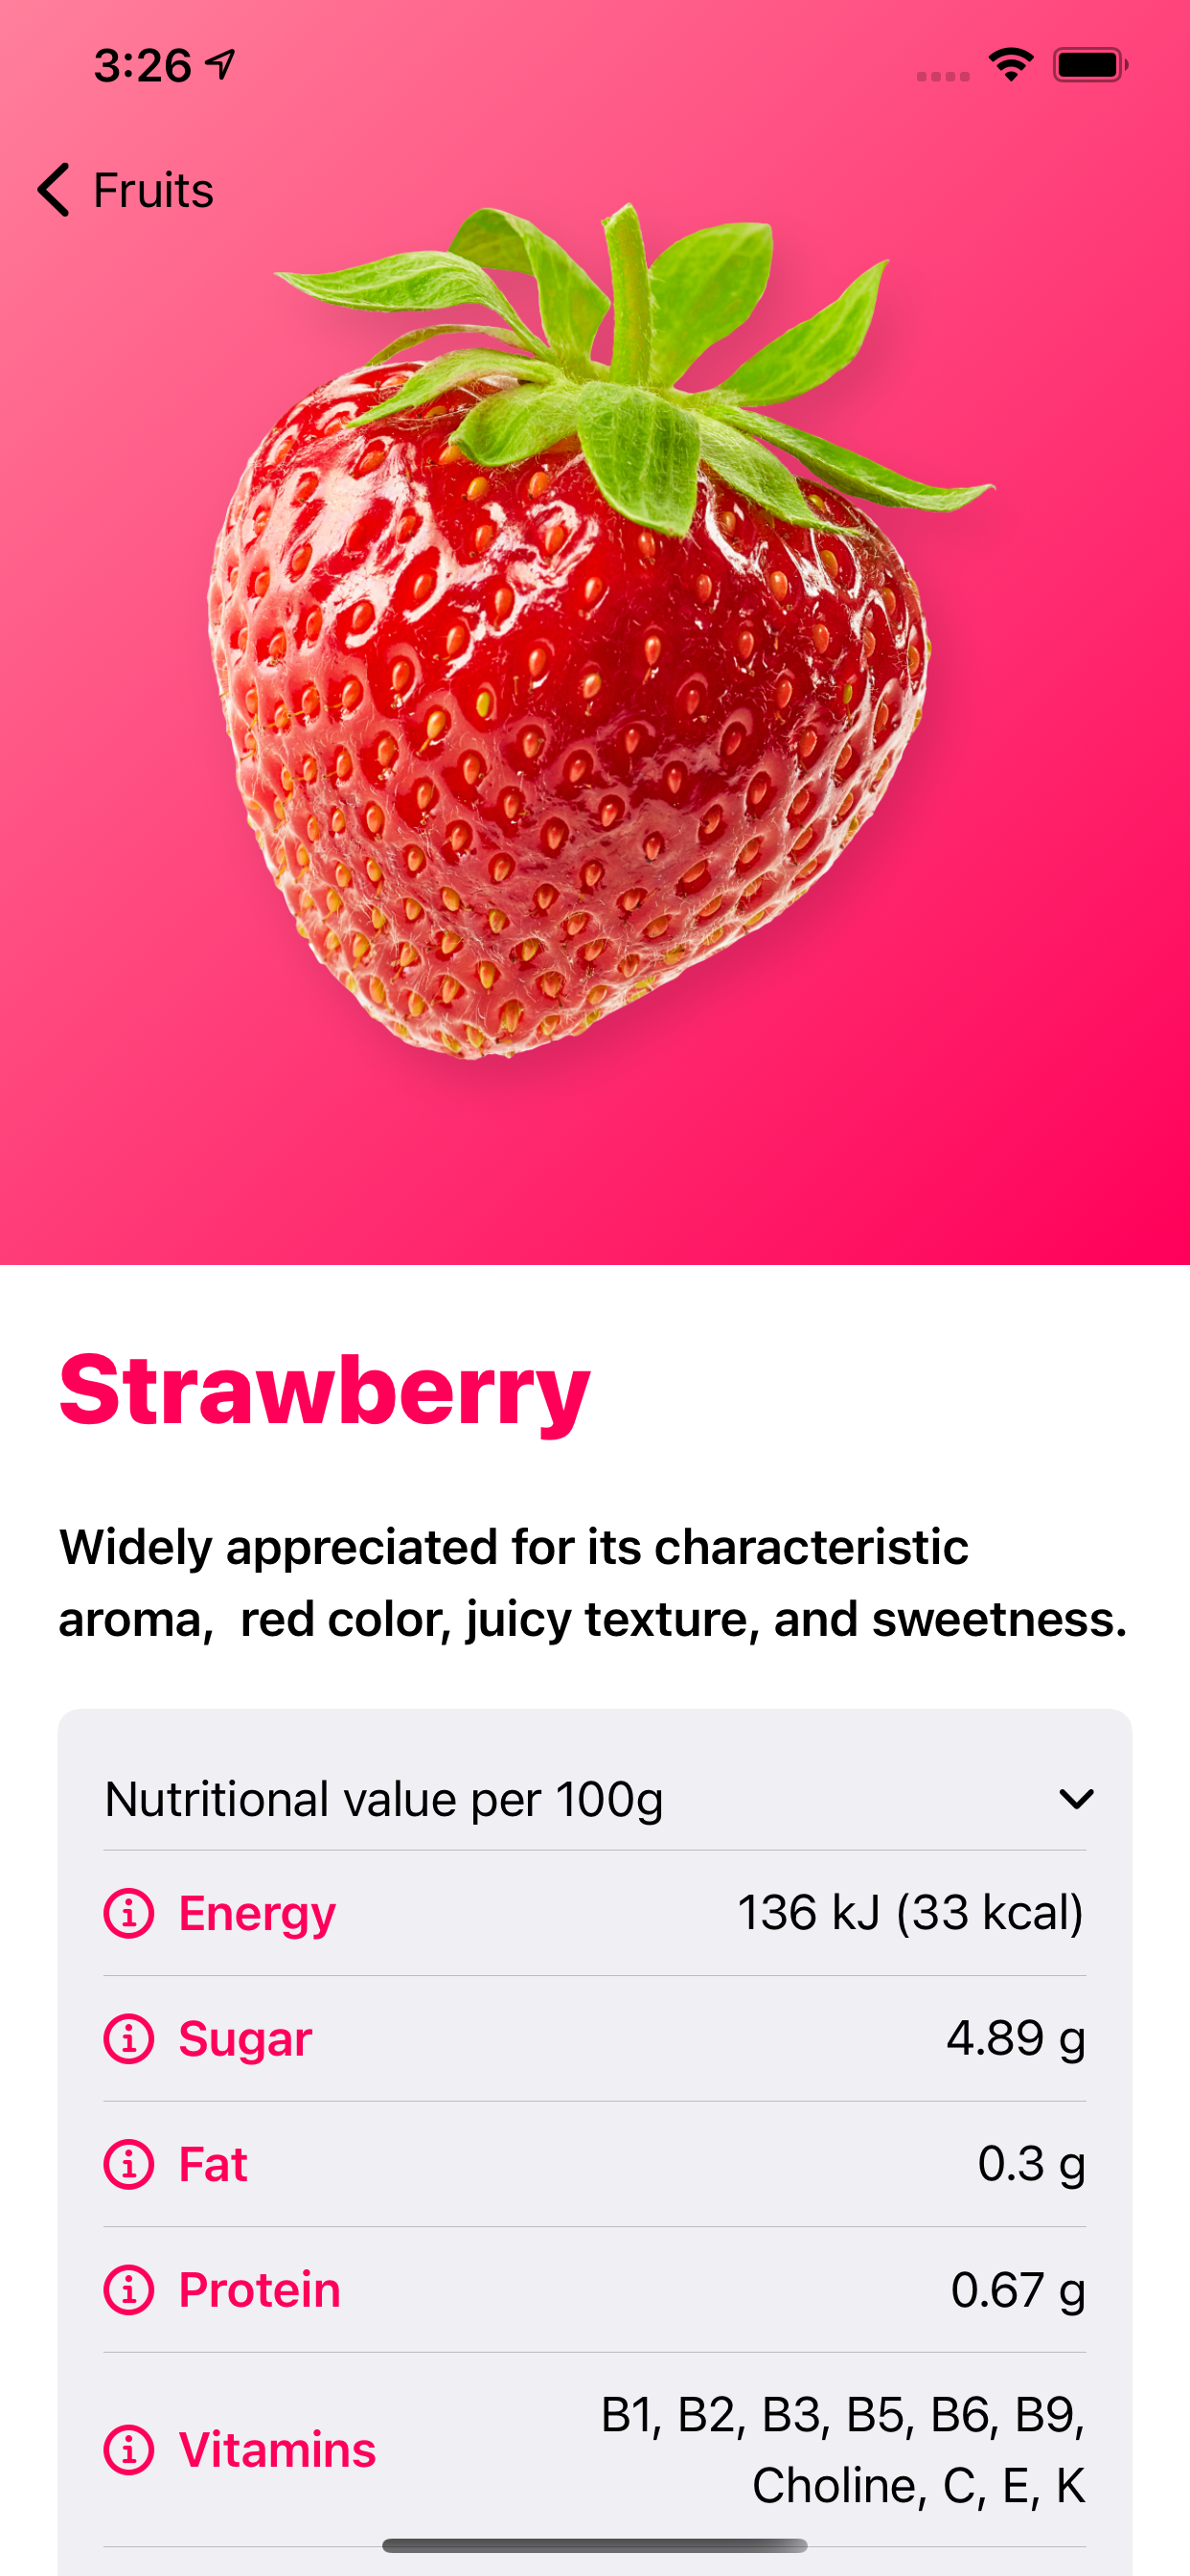 3:26
Fruits
Strawberry
Widely appreciated for its characteristic
aroma,  red color, juicy texture, and sweetness.
Nutritional value per 100g
Energy 136 kJ (33 kcal)
Sugar 4.89 g
Fat 0.3 g
Protein 0.67 g
Vitamins B1, B2, B3, B5, B6, B9,
Choline, C, E, K